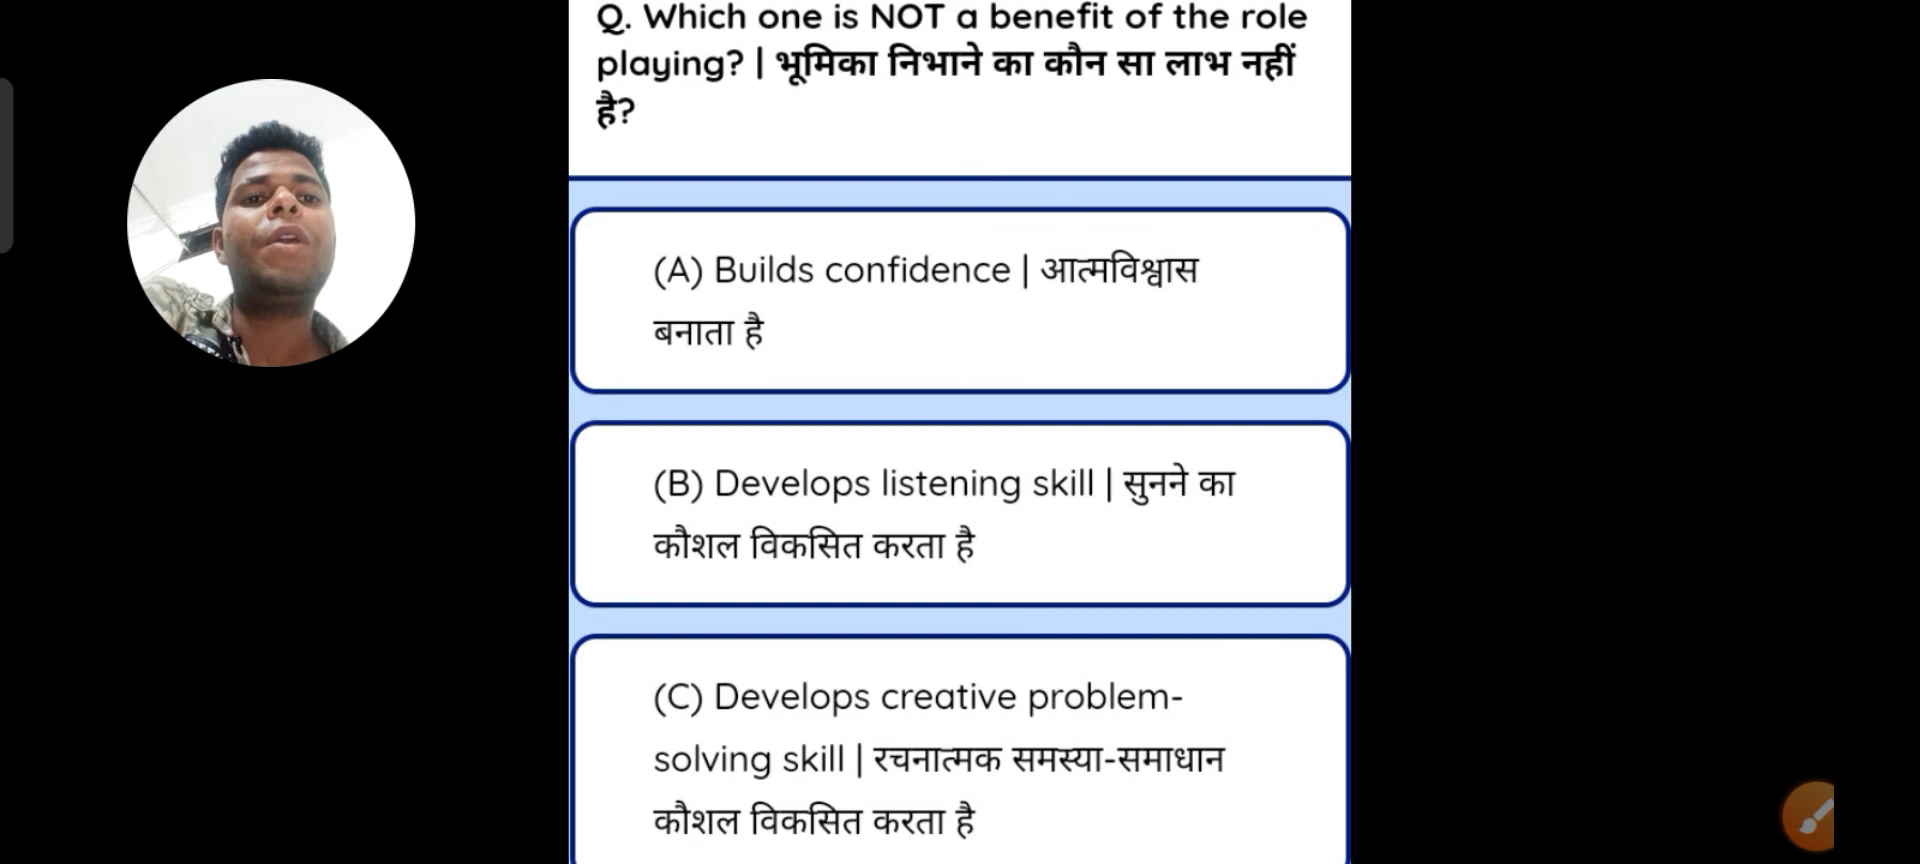 Q. Which one is NOT a benefit of the role
playing? | भूमिका निभाने का कौन सा लाभ नहीं
है?
(A) Builds confidence | आत्मविश्वास
बनाता है
(B) Develops listening skill | सुनने का
कौशल विकसित करता है
(C) Develops creative problem-
solving skill | रचनात्मक समस्या-समाधान
कौशल विकसित करता है